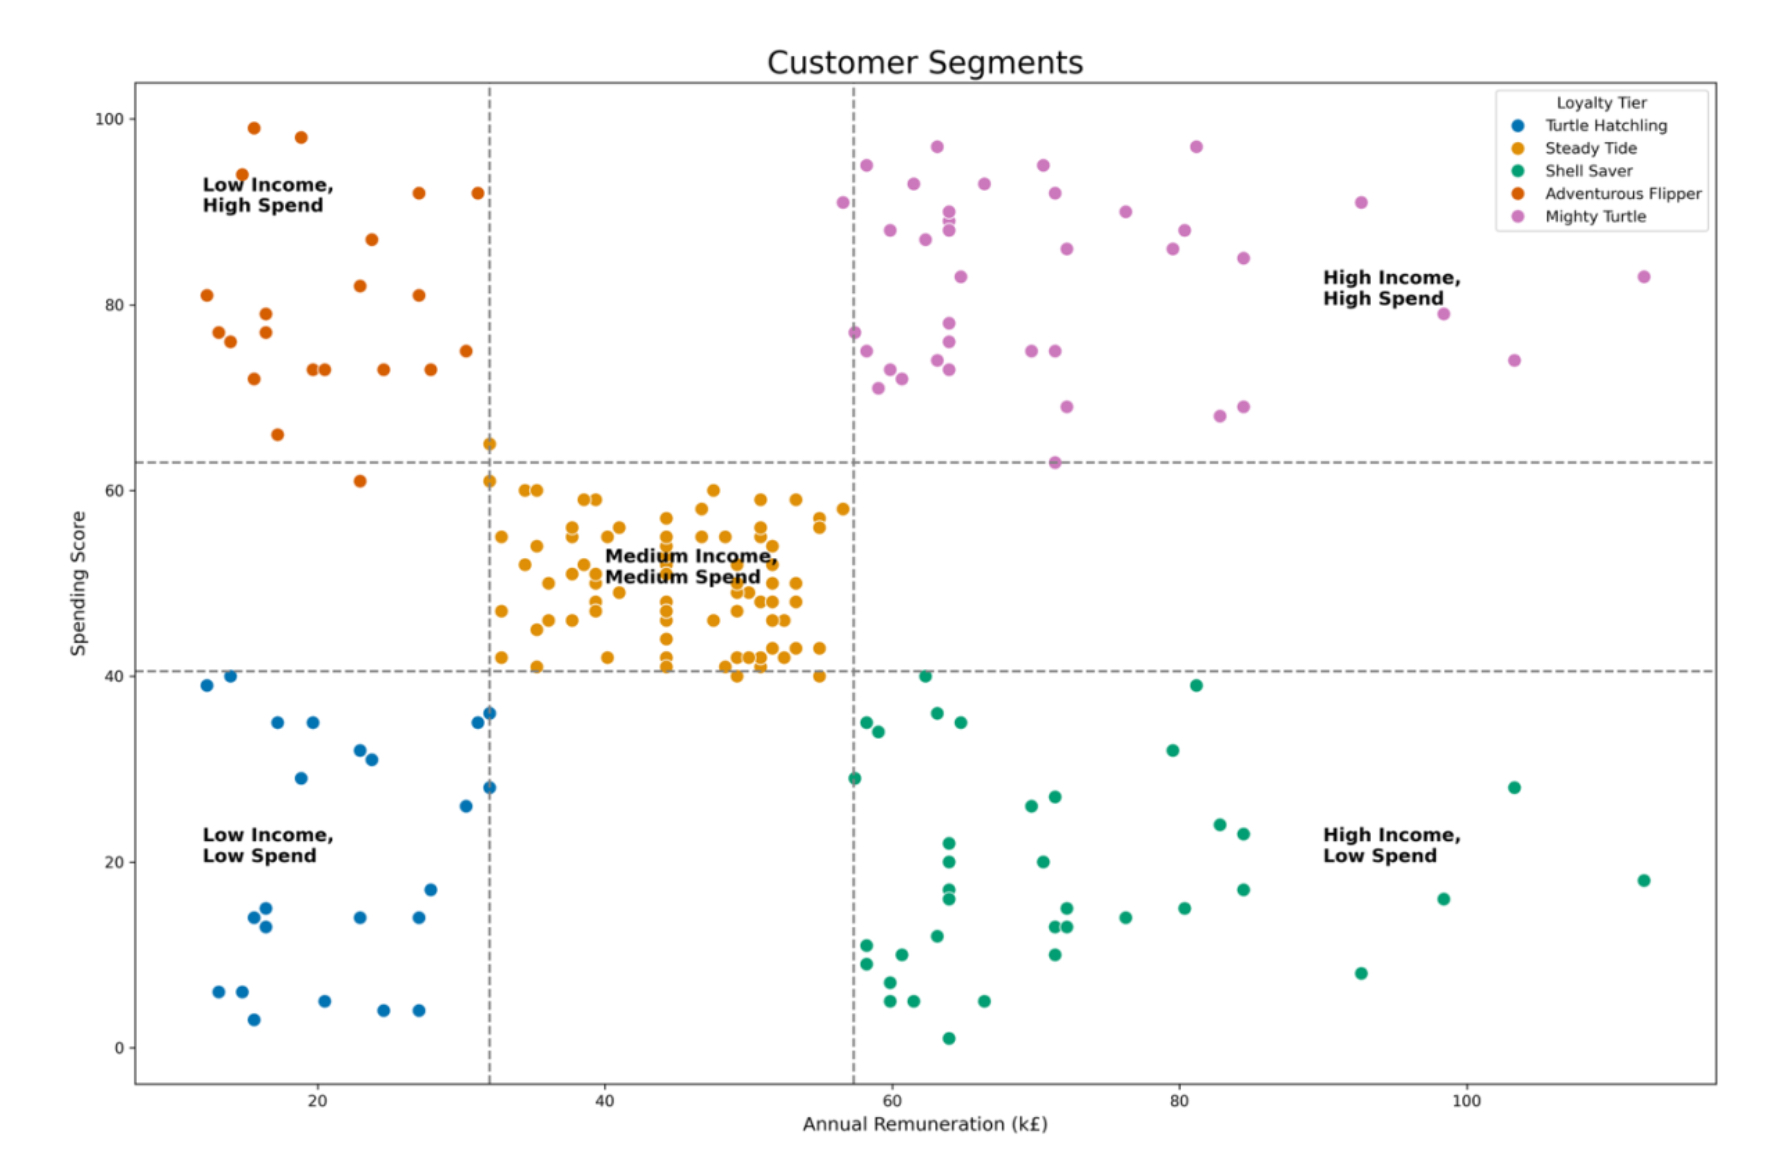 Customer Segments
Loyalty Tier
Turtle Hatchling
Steady Tide
Shell Saver
Adventurous Flipper
Mighty Turtle
Low Income,
High Spend
High Income,
High Spend
Medium Income,
Medium Spend
Low Income,
Low Spend
High Income,
Low Spend
Spending Score
100
80
60
40
20
0
20
40
60
80
100
Annual Remuneration (k£)